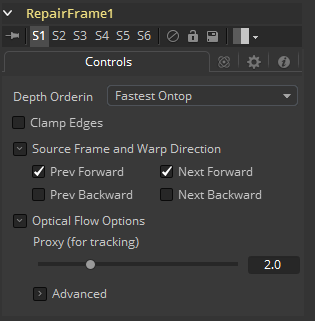 RepairFrame1
S1 S2 S3 S4 S5 S6
Controls
Depth Orderin Fastest Ontop
Clamp Edges
Source Frame and Warp Direction
Prev Forward Next Forward
Prev Backward Next Backward
Optical Flow Options
Proxy (for tracking)
2.0
Advanced